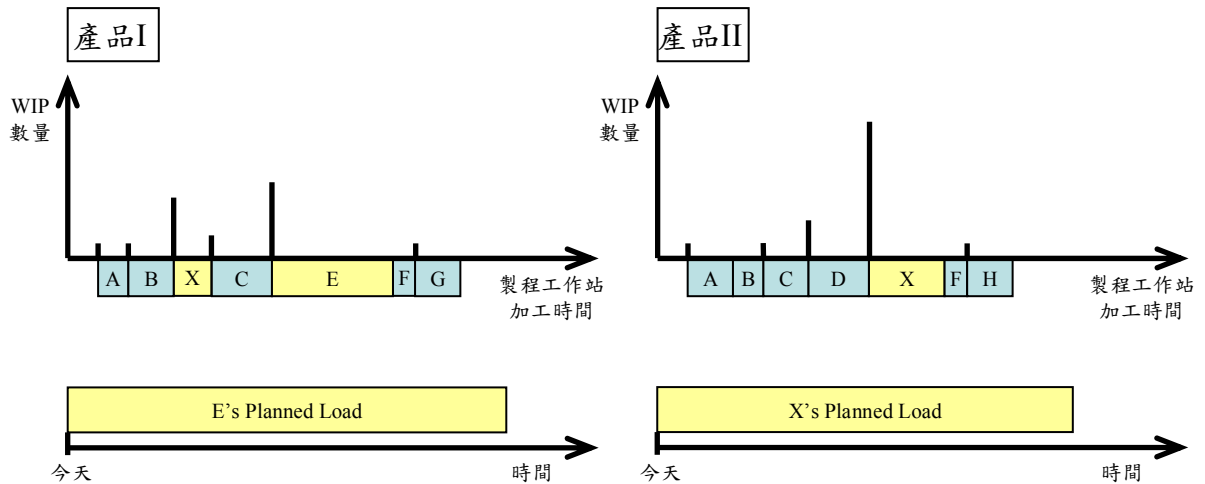 產品I
WIP
數量
A B X C E F G
製程工作站
加工時間
E's Planned Load
今天
時間
產品II
WIP
數量
A B C D X F H
製程工作站
加工時間
X's Planned Load
今天
時間